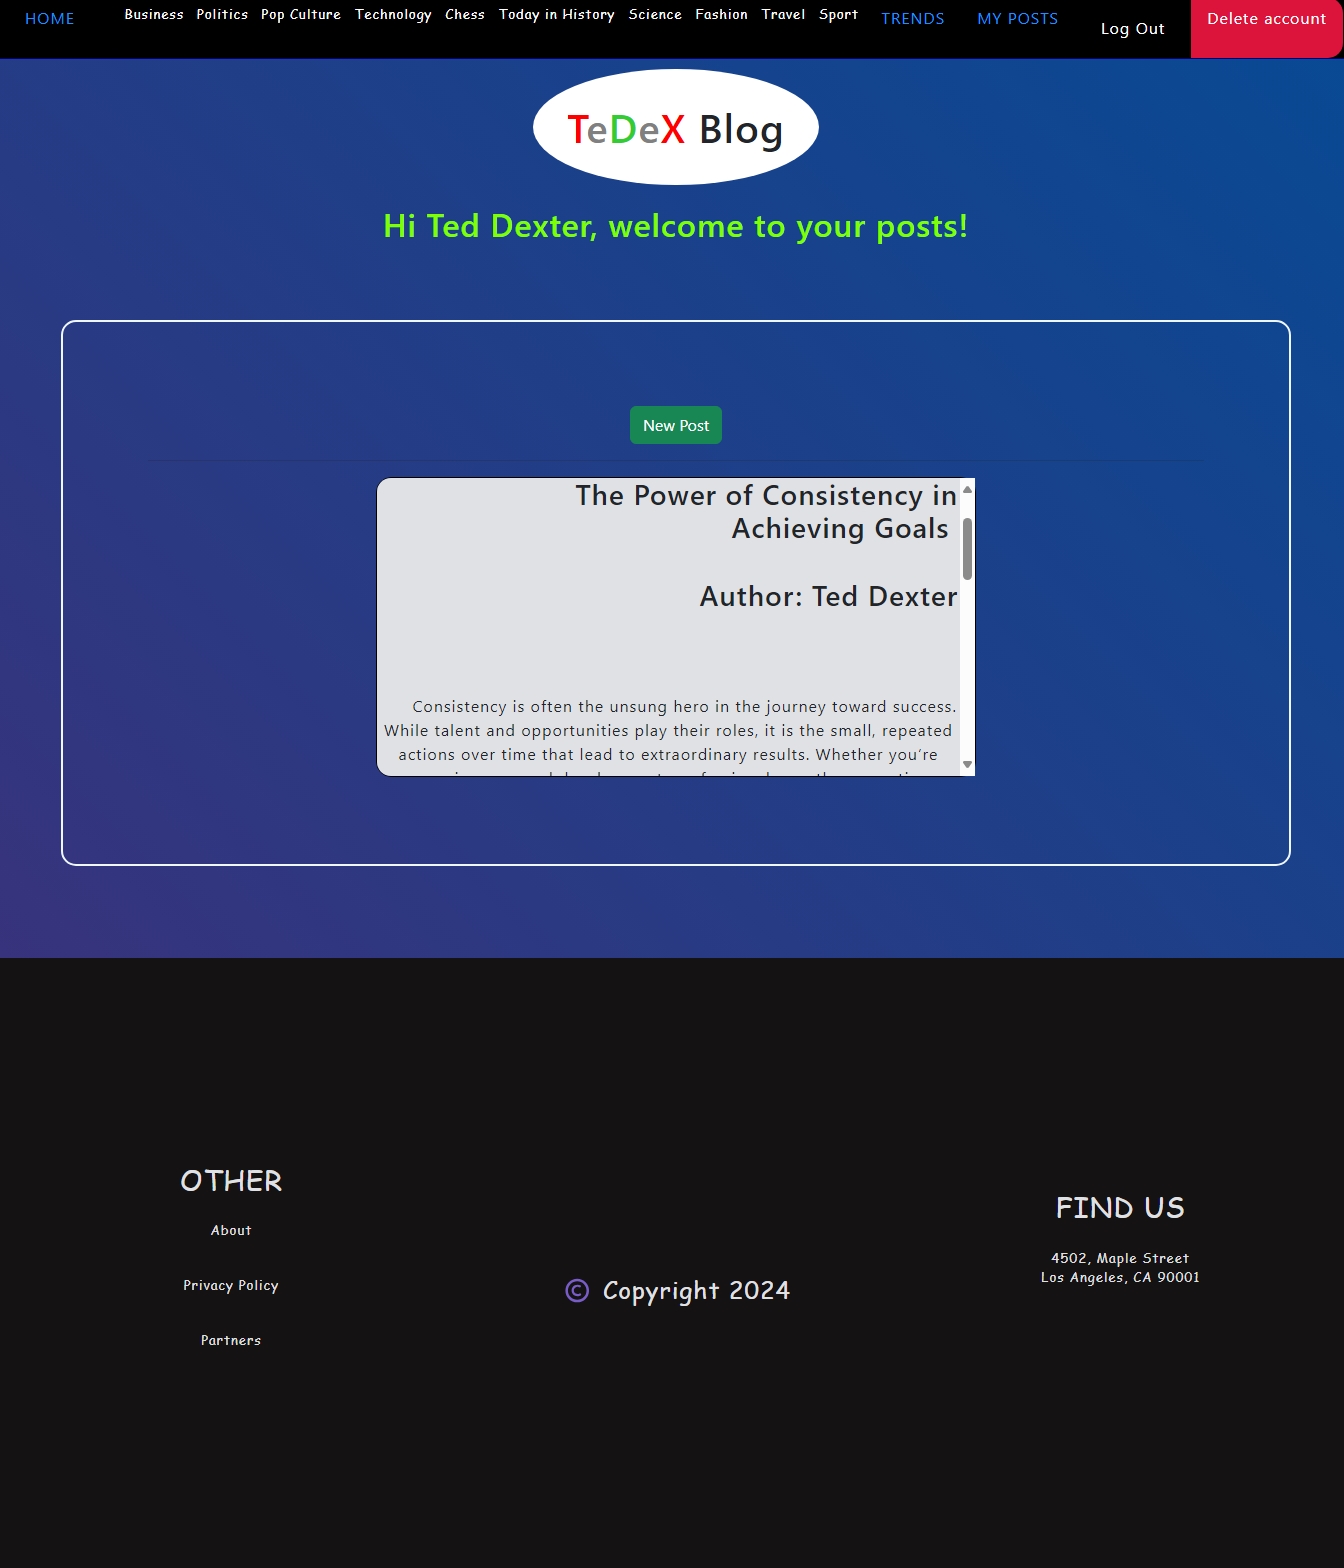 HOME Business Politics Pop Culture Technology Chess Today in History Science Fashion Travel Sport TRENDS MY POSTS Log Out Delete account
TeDeX Blog
Hi Ted Dexter, welcome to your posts!
New Post
The Power of Consistency in
Achieving Goals
Author: Ted Dexter
Consistency is often the unsung hero in the journey toward success.
While talent and opportunities play their roles, it is the small, repeated
actions over time that lead to extraordinary results. Whether you’re
OTHER
About
Privacy Policy
Partners
© Copyright 2024
FIND US
4502, Maple Street
Los Angeles, CA 90001